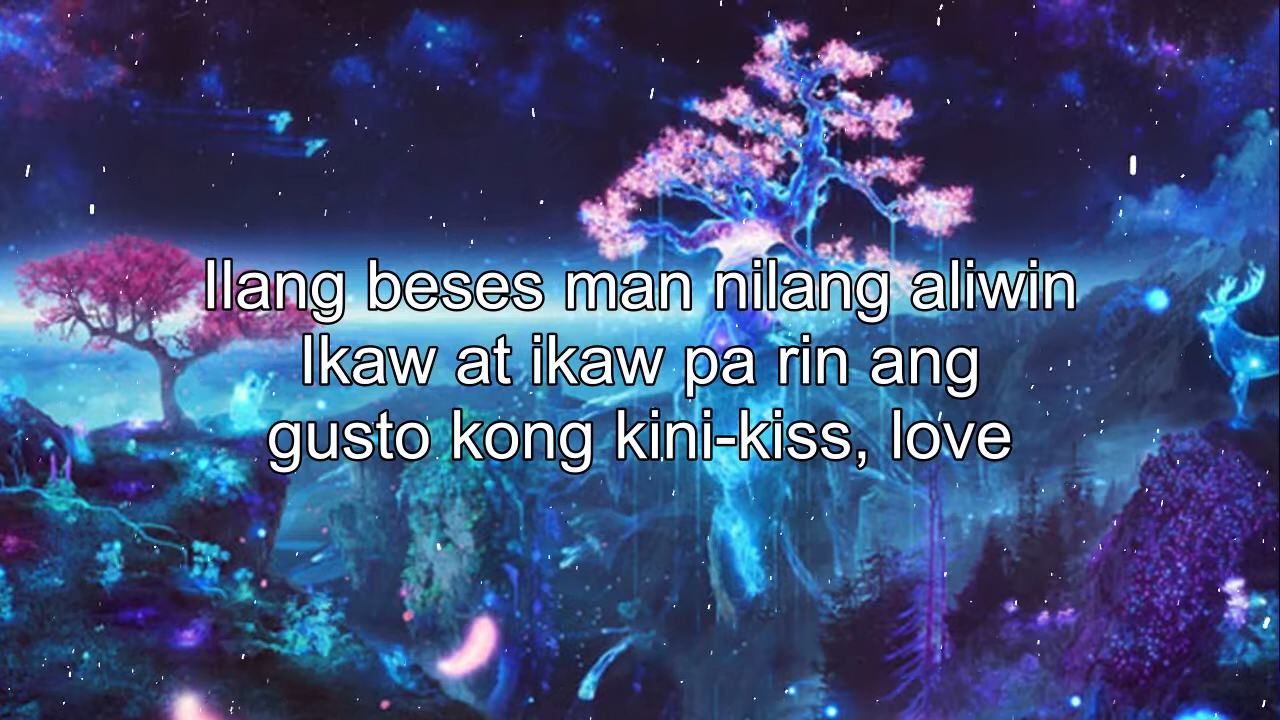 Ilang beses man nilang aliwin
Ikaw at ikaw pa rin ang
gusto kong kini-kiss, love